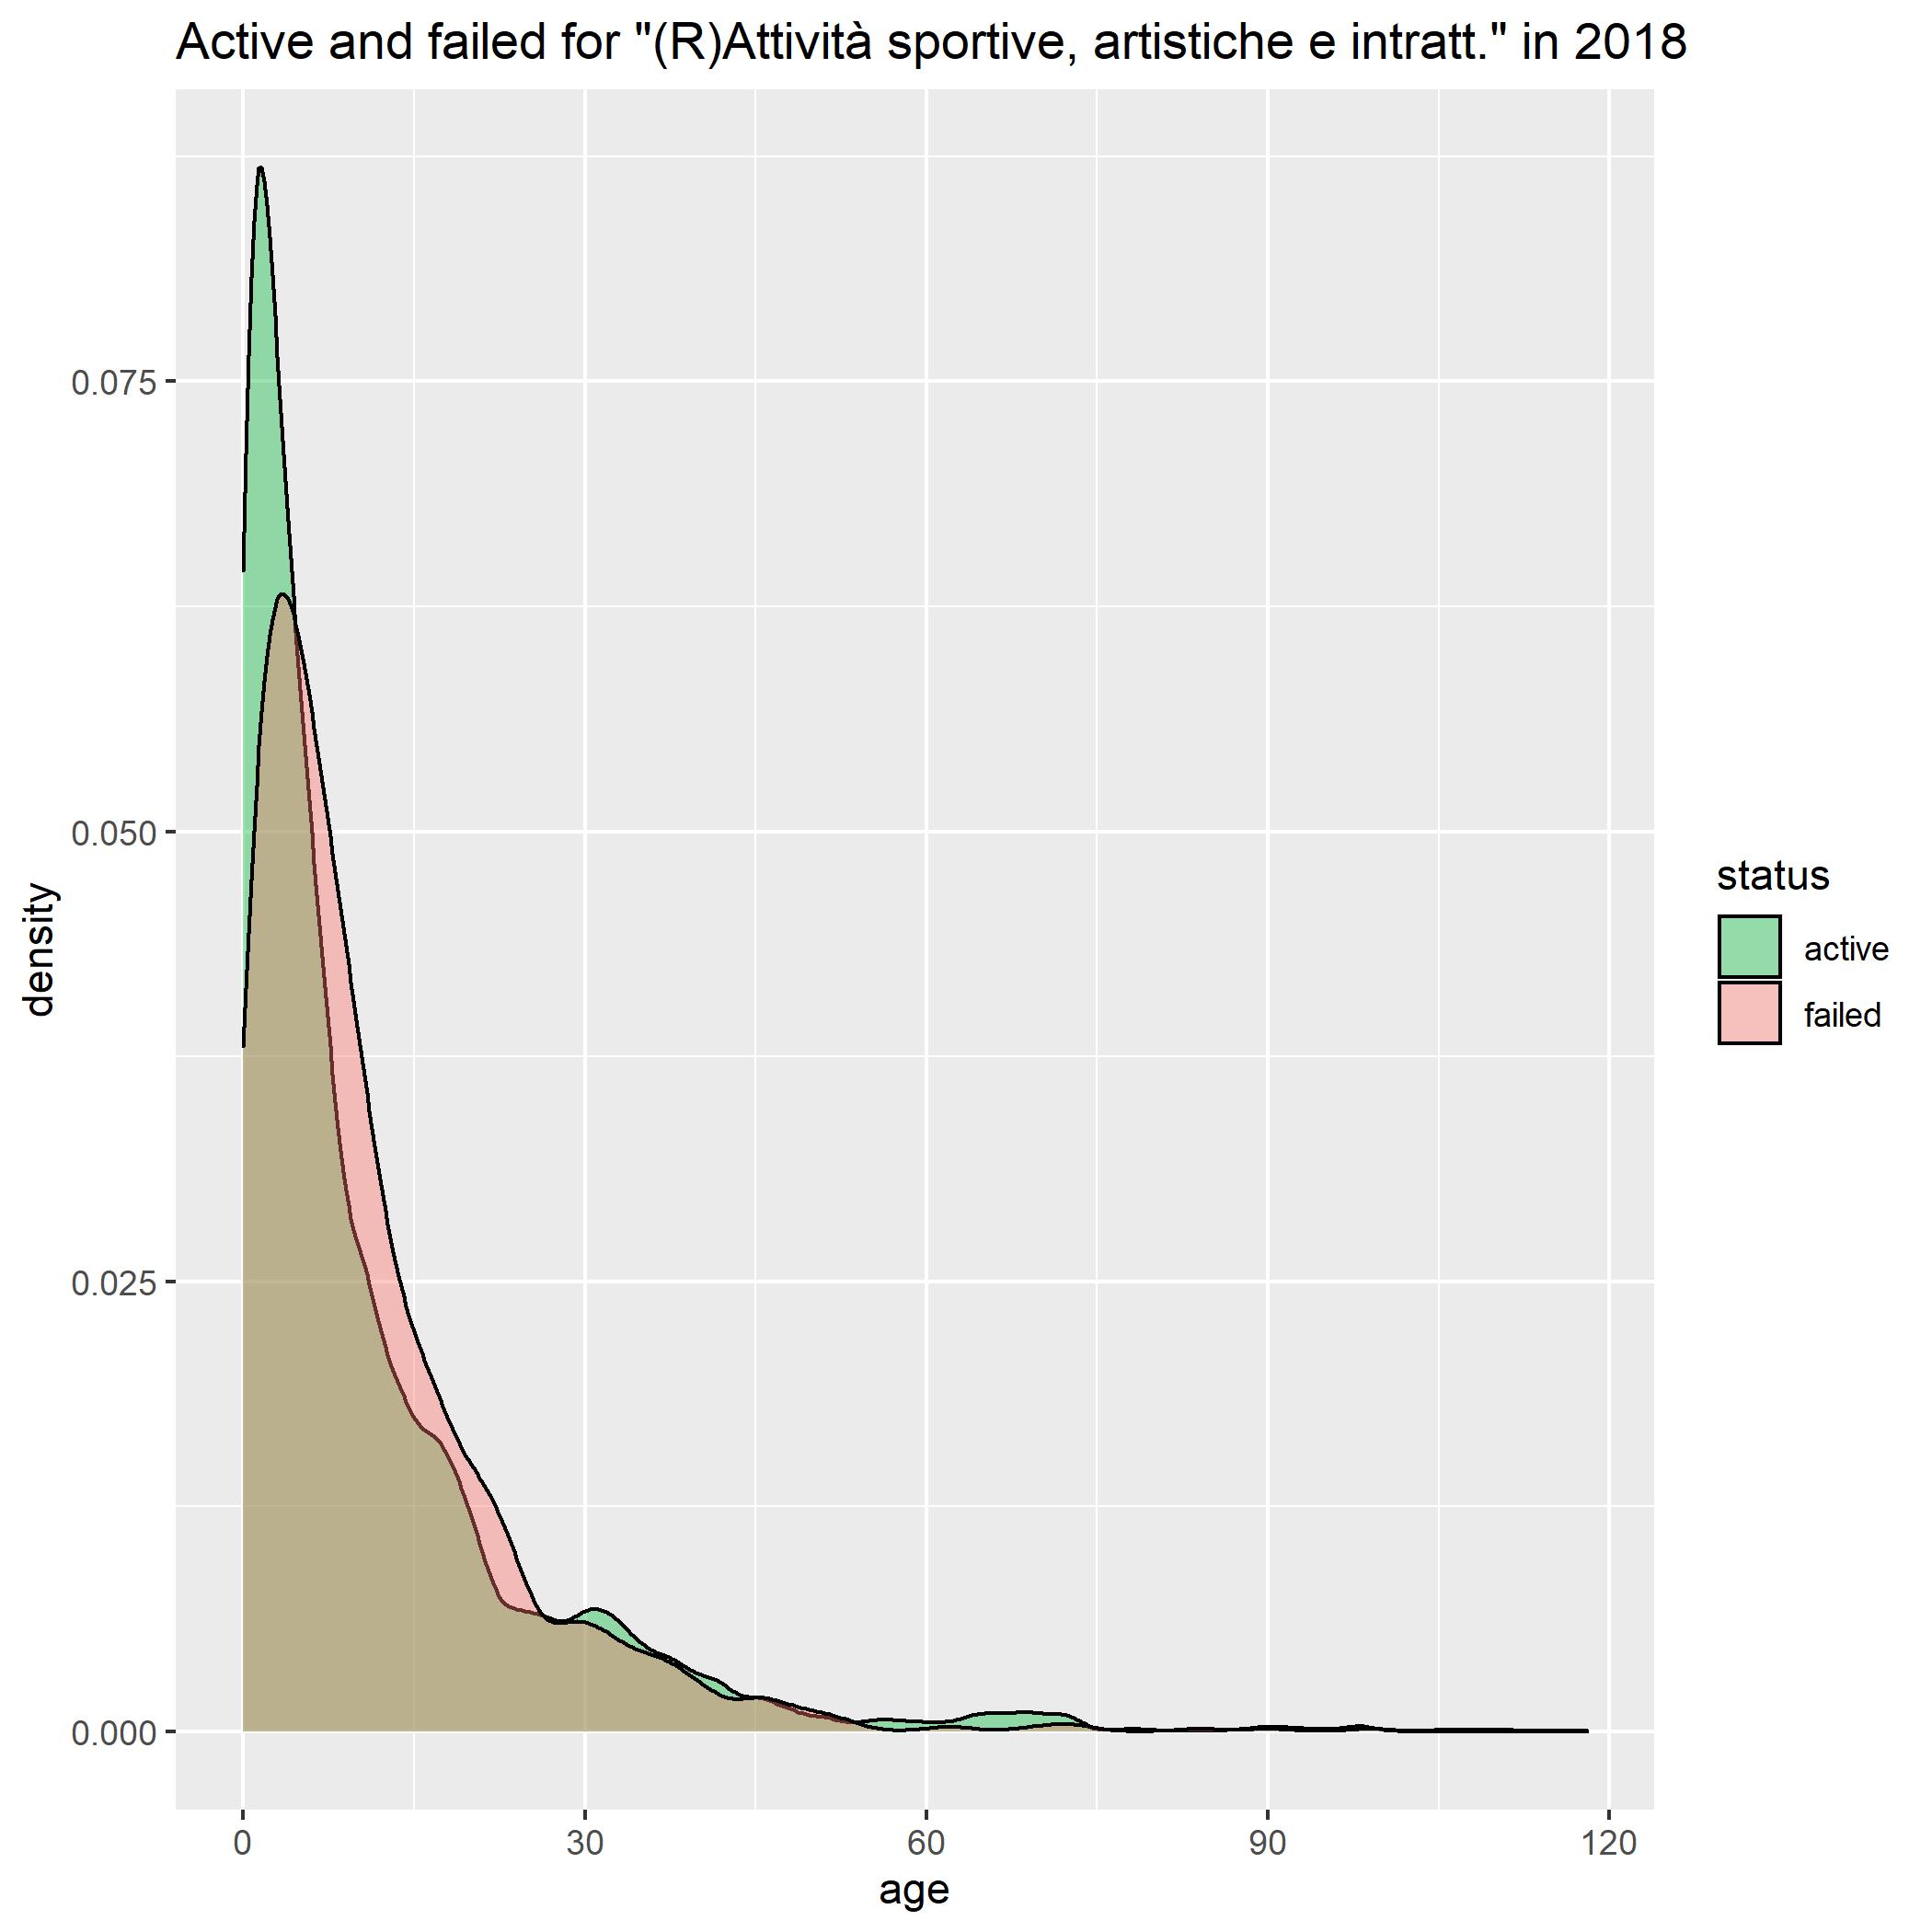 Active and failed for "(R)Attività sportive, artistiche e intratt." in 2018
0.075
0.050
0.025
0.000
density
0 30 60 90 120
age
status
active
failed